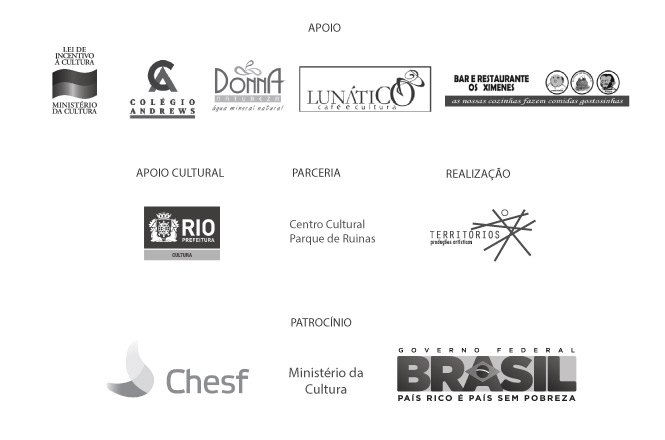 APOIO
LEI DE
INCENTIVO
À CULTURA
MINISTÉRIO
DA CULTURA
COLÉGIO
ANDREWS
DONNA
NATUREZA
água mineral natural
LUNÁTICO
café e cultura
BAR E RESTAURANTE
OS XIMENES
as nossas cozinhas fazem comidas gostosinhas
APOIO CULTURAL
PARCERIA
REALIZAÇÃO
RIO
PREFEITURA
CULTURA
Centro Cultural
Parque de Ruinas
TERRITÓRIOS
produções artísticas
PATROCÍNIO
Chesf
Ministério da
Cultura
GOVERNO FEDERAL
BRASIL
PAÍS RICO É PAÍS SEM POBREZA